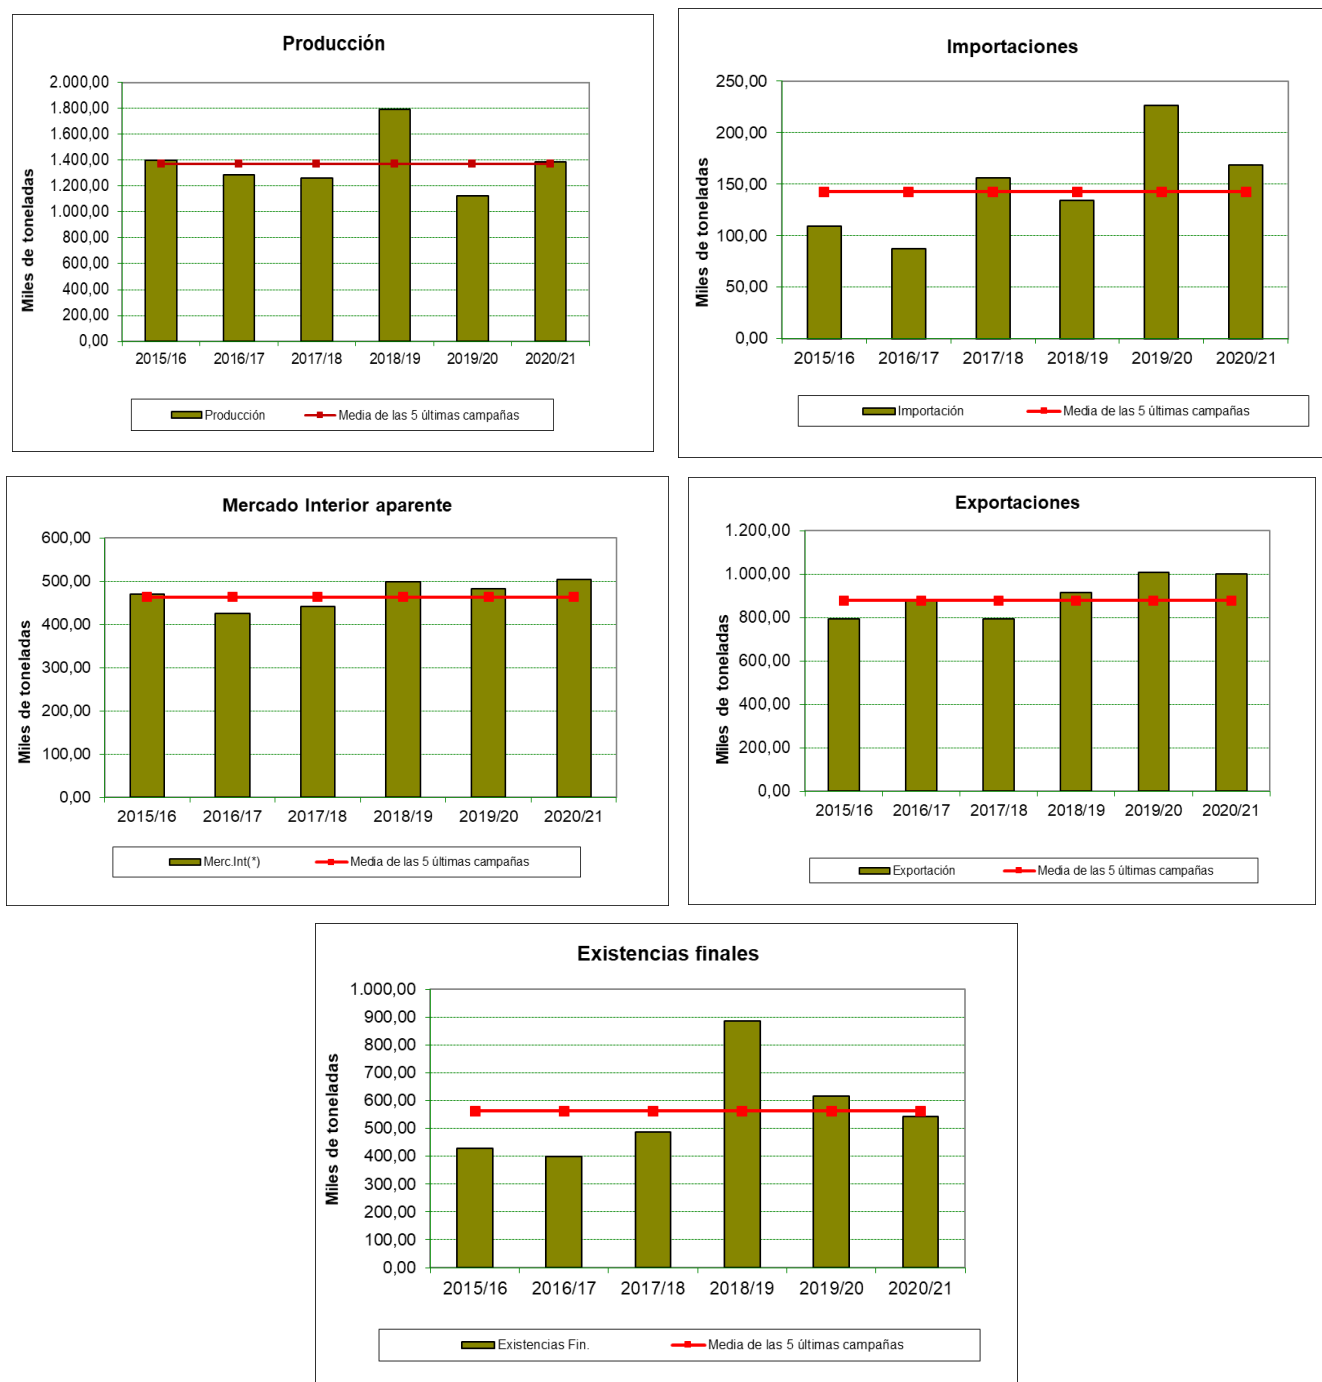 Producción
Miles de toneladas
2.000,00
1.800,00
1.600,00
1.400,00
1.200,00
1.000,00
800,00
600,00
400,00
200,00
0,00
2015/16 2016/17 2017/18 2018/19 2019/20 2020/21
Producción Media de las 5 últimas campañas
Importaciones
Miles de toneladas
250,00
200,00
150,00
100,00
50,00
0,00
2015/16 2016/17 2017/18 2018/19 2019/20 2020/21
Importación Media de las 5 últimas campañas
Mercado Interior aparente
Miles de toneladas
600,00
500,00
400,00
300,00
200,00
100,00
0,00
2015/16 2016/17 2017/18 2018/19 2019/20 2020/21
Merc.Int(*) Media de las 5 últimas campañas
Exportaciones
Miles de toneladas
1.200,00
1.000,00
800,00
600,00
400,00
200,00
0,00
2015/16 2016/17 2017/18 2018/19 2019/20 2020/21
Exportación Media de las 5 últimas campañas
Existencias finales
Miles de toneladas
1.000,00
900,00
800,00
700,00
600,00
500,00
400,00
300,00
200,00
100,00
0,00
2015/16 2016/17 2017/18 2018/19 2019/20 2020/21
Existencias Fin. Media de las 5 últimas campañas